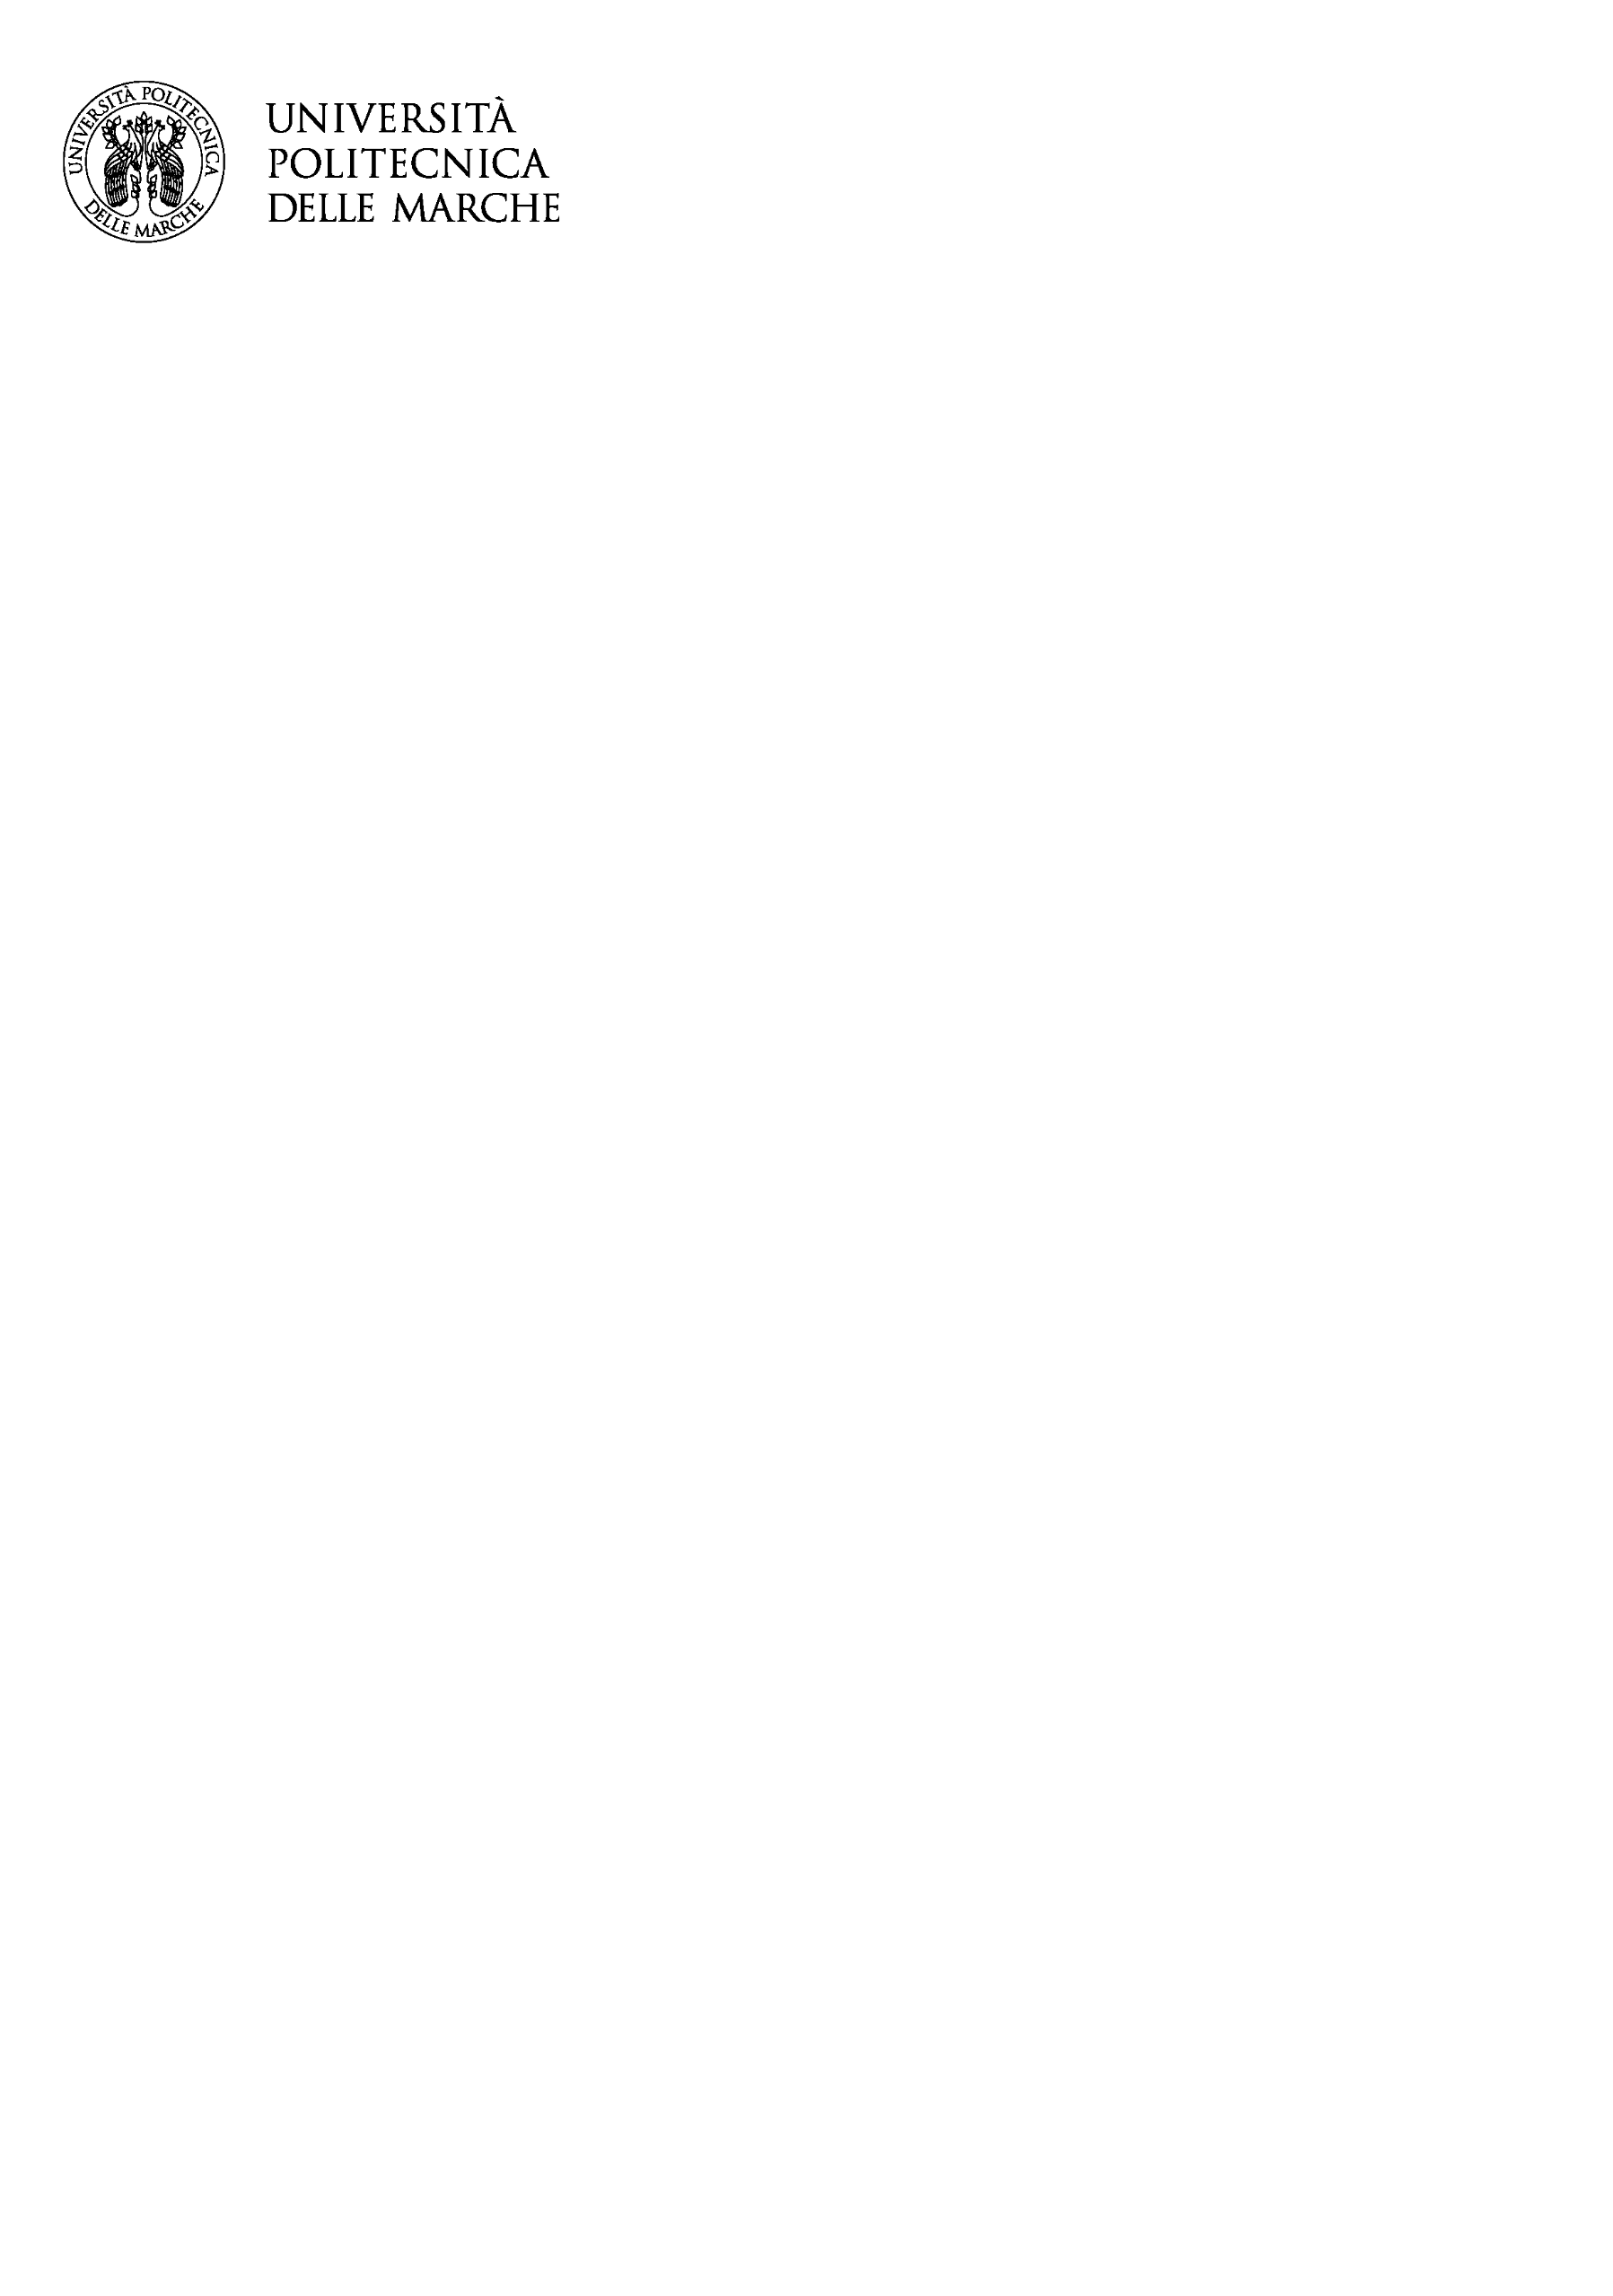 UNIVERSITÀ POLITECNICA
DELLE MARCHE
UNIVERSITÀ
POLITECNICA
DELLE MARCHE